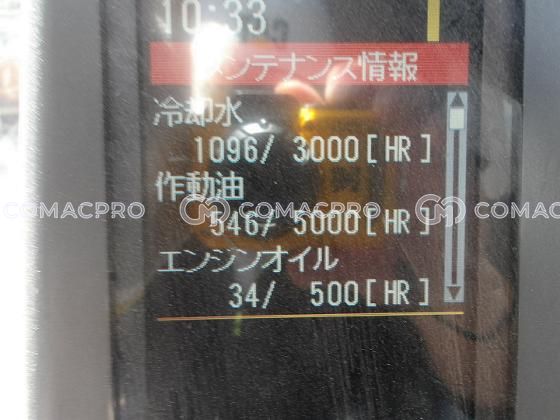 10:33
メンテナンス情報
冷却水
1096/ 3000[HR]
作動油
546/ 5000[HR]
COMACPRO COMACPRO COMAC
エンジンオイル
34/ 500[HR]